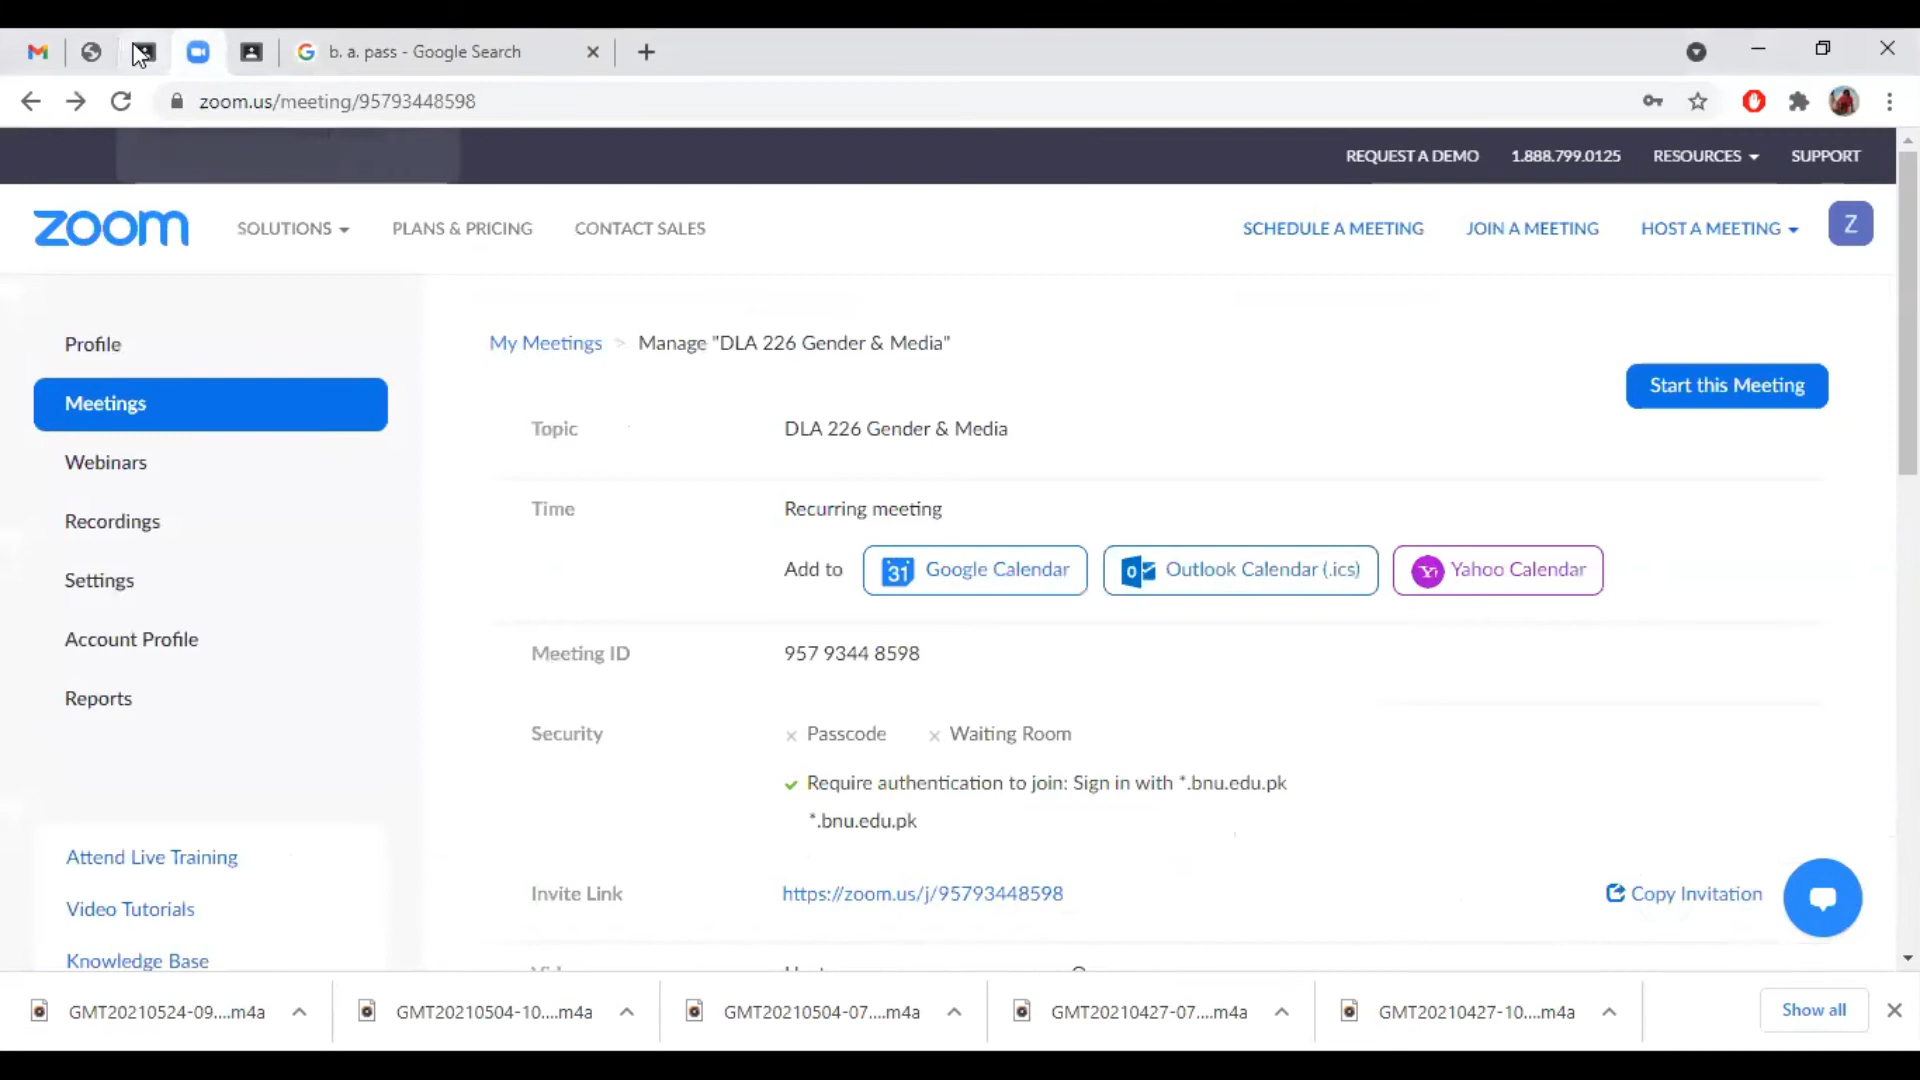 b. a. pass - Google Search
zoom.us/meeting/95793448598
REQUEST A DEMO 1.888.799.0125 RESOURCES SUPPORT
zoom SOLUTIONS PLANS & PRICING CONTACT SALES SCHEDULE A MEETING JOIN A MEETING HOST A MEETING Z
Profile
Meetings
Webinars
Recordings
Settings
Account Profile
Reports
Attend Live Training
Video Tutorials
Knowledge Base
My Meetings > Manage "DLA 226 Gender & Media"
Start this Meeting
Topic DLA 226 Gender & Media
Time Recurring meeting
Add to 31 Google Calendar Outlook Calendar (.ics) Yahoo Calendar
Meeting ID 957 9344 8598
Security × Passcode × Waiting Room
Require authentication to join: Sign in with *.bnu.edu.pk
*.bnu.edu.pk
Invite Link https://zoom.us/j/95793448598 Copy Invitation
GMT20210524-09....m4a GMT20210504-10....m4a GMT20210504-07....m4a GMT20210427-07....m4a GMT20210427-10....m4a Show all